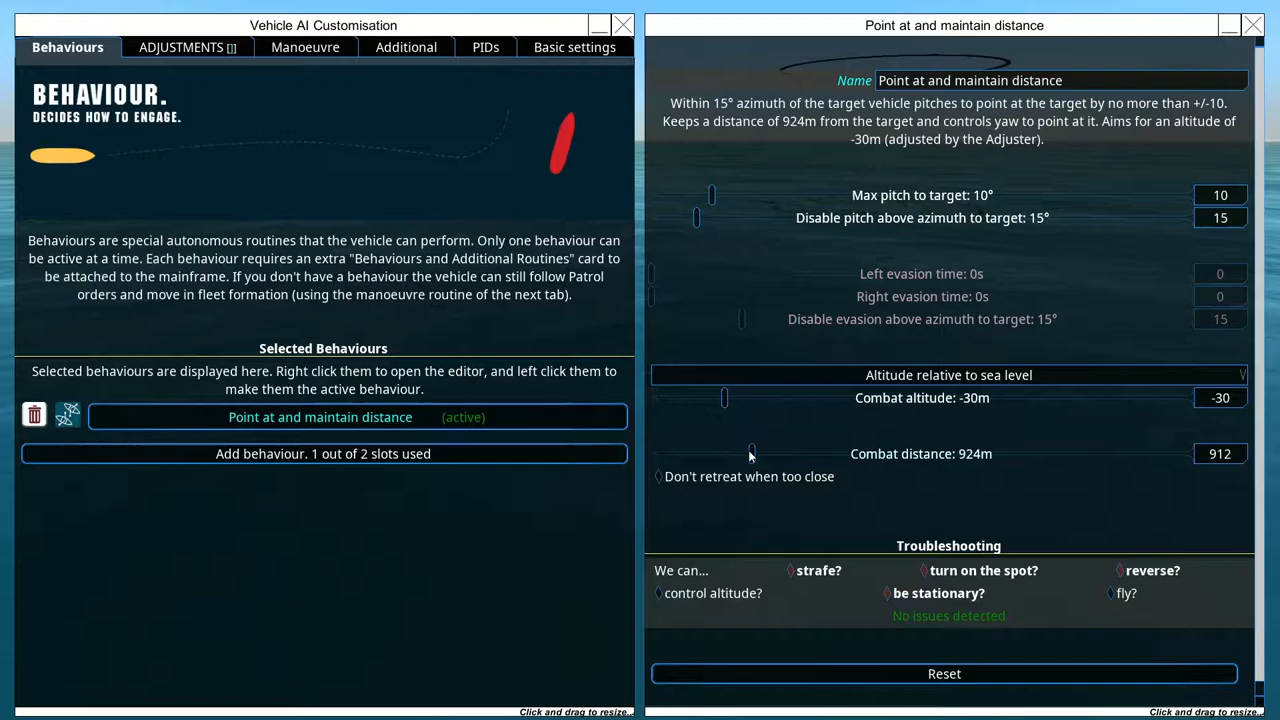 Vehicle AI Customisation
Behaviours
ADJUSTMENTS []
Manoeuvre
Additional
PIDs
Basic settings
BEHAVIOUR.
DECIDES HOW TO ENGAGE.
Behaviours are special autonomous routines that the vehicle can perform. Only one behaviour can
be active at a time. Each behaviour requires an extra "Behaviours and Additional Routines" card to
be attached to the mainframe. If you don't have a behaviour the vehicle can still follow Patrol
orders and move in fleet formation (using the manoeuvre routine of the next tab).
Selected Behaviours
Selected behaviours are displayed here. Right click them to open the editor, and left click them to
make them the active behaviour.
Point at and maintain distance (active)
Add behaviour. 1 out of 2 slots used
Click and drag to resize..
Point at and maintain distance
Name Point at and maintain distance
Within 15° azimuth of the target vehicle pitches to point at the target by no more than +/-10.
Keeps a distance of 924m from the target and controls yaw to point at it. Aims for an altitude of
-30m (adjusted by the Adjuster).
Max pitch to target: 10° 10
Disable pitch above azimuth to target: 15° 15
Left evasion time: 0s 0
Right evasion time: 0s 0
Disable evasion above azimuth to target: 15° 15
Altitude relative to sea level V
Combat altitude: -30m -30
Combat distance: 924m 912
Don't retreat when too close
Troubleshooting
We can... strafe? turn on the spot? reverse?
control altitude? be stationary? fly?
No issues detected
Reset
Click and drag to resize..